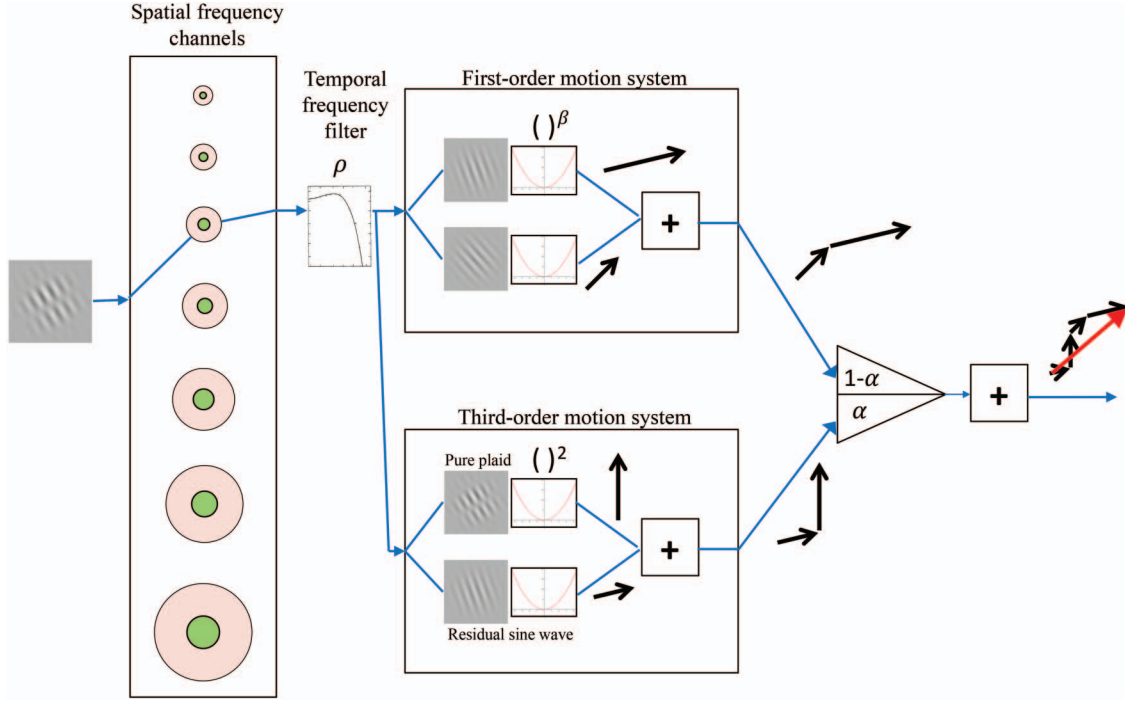 Spatial frequency
channels
Temporal
frequency
filter
ρ
First-order motion system
( )^β
+
Third-order motion system
Pure plaid
( )^2
+
Residual sine wave
1-α
α
+